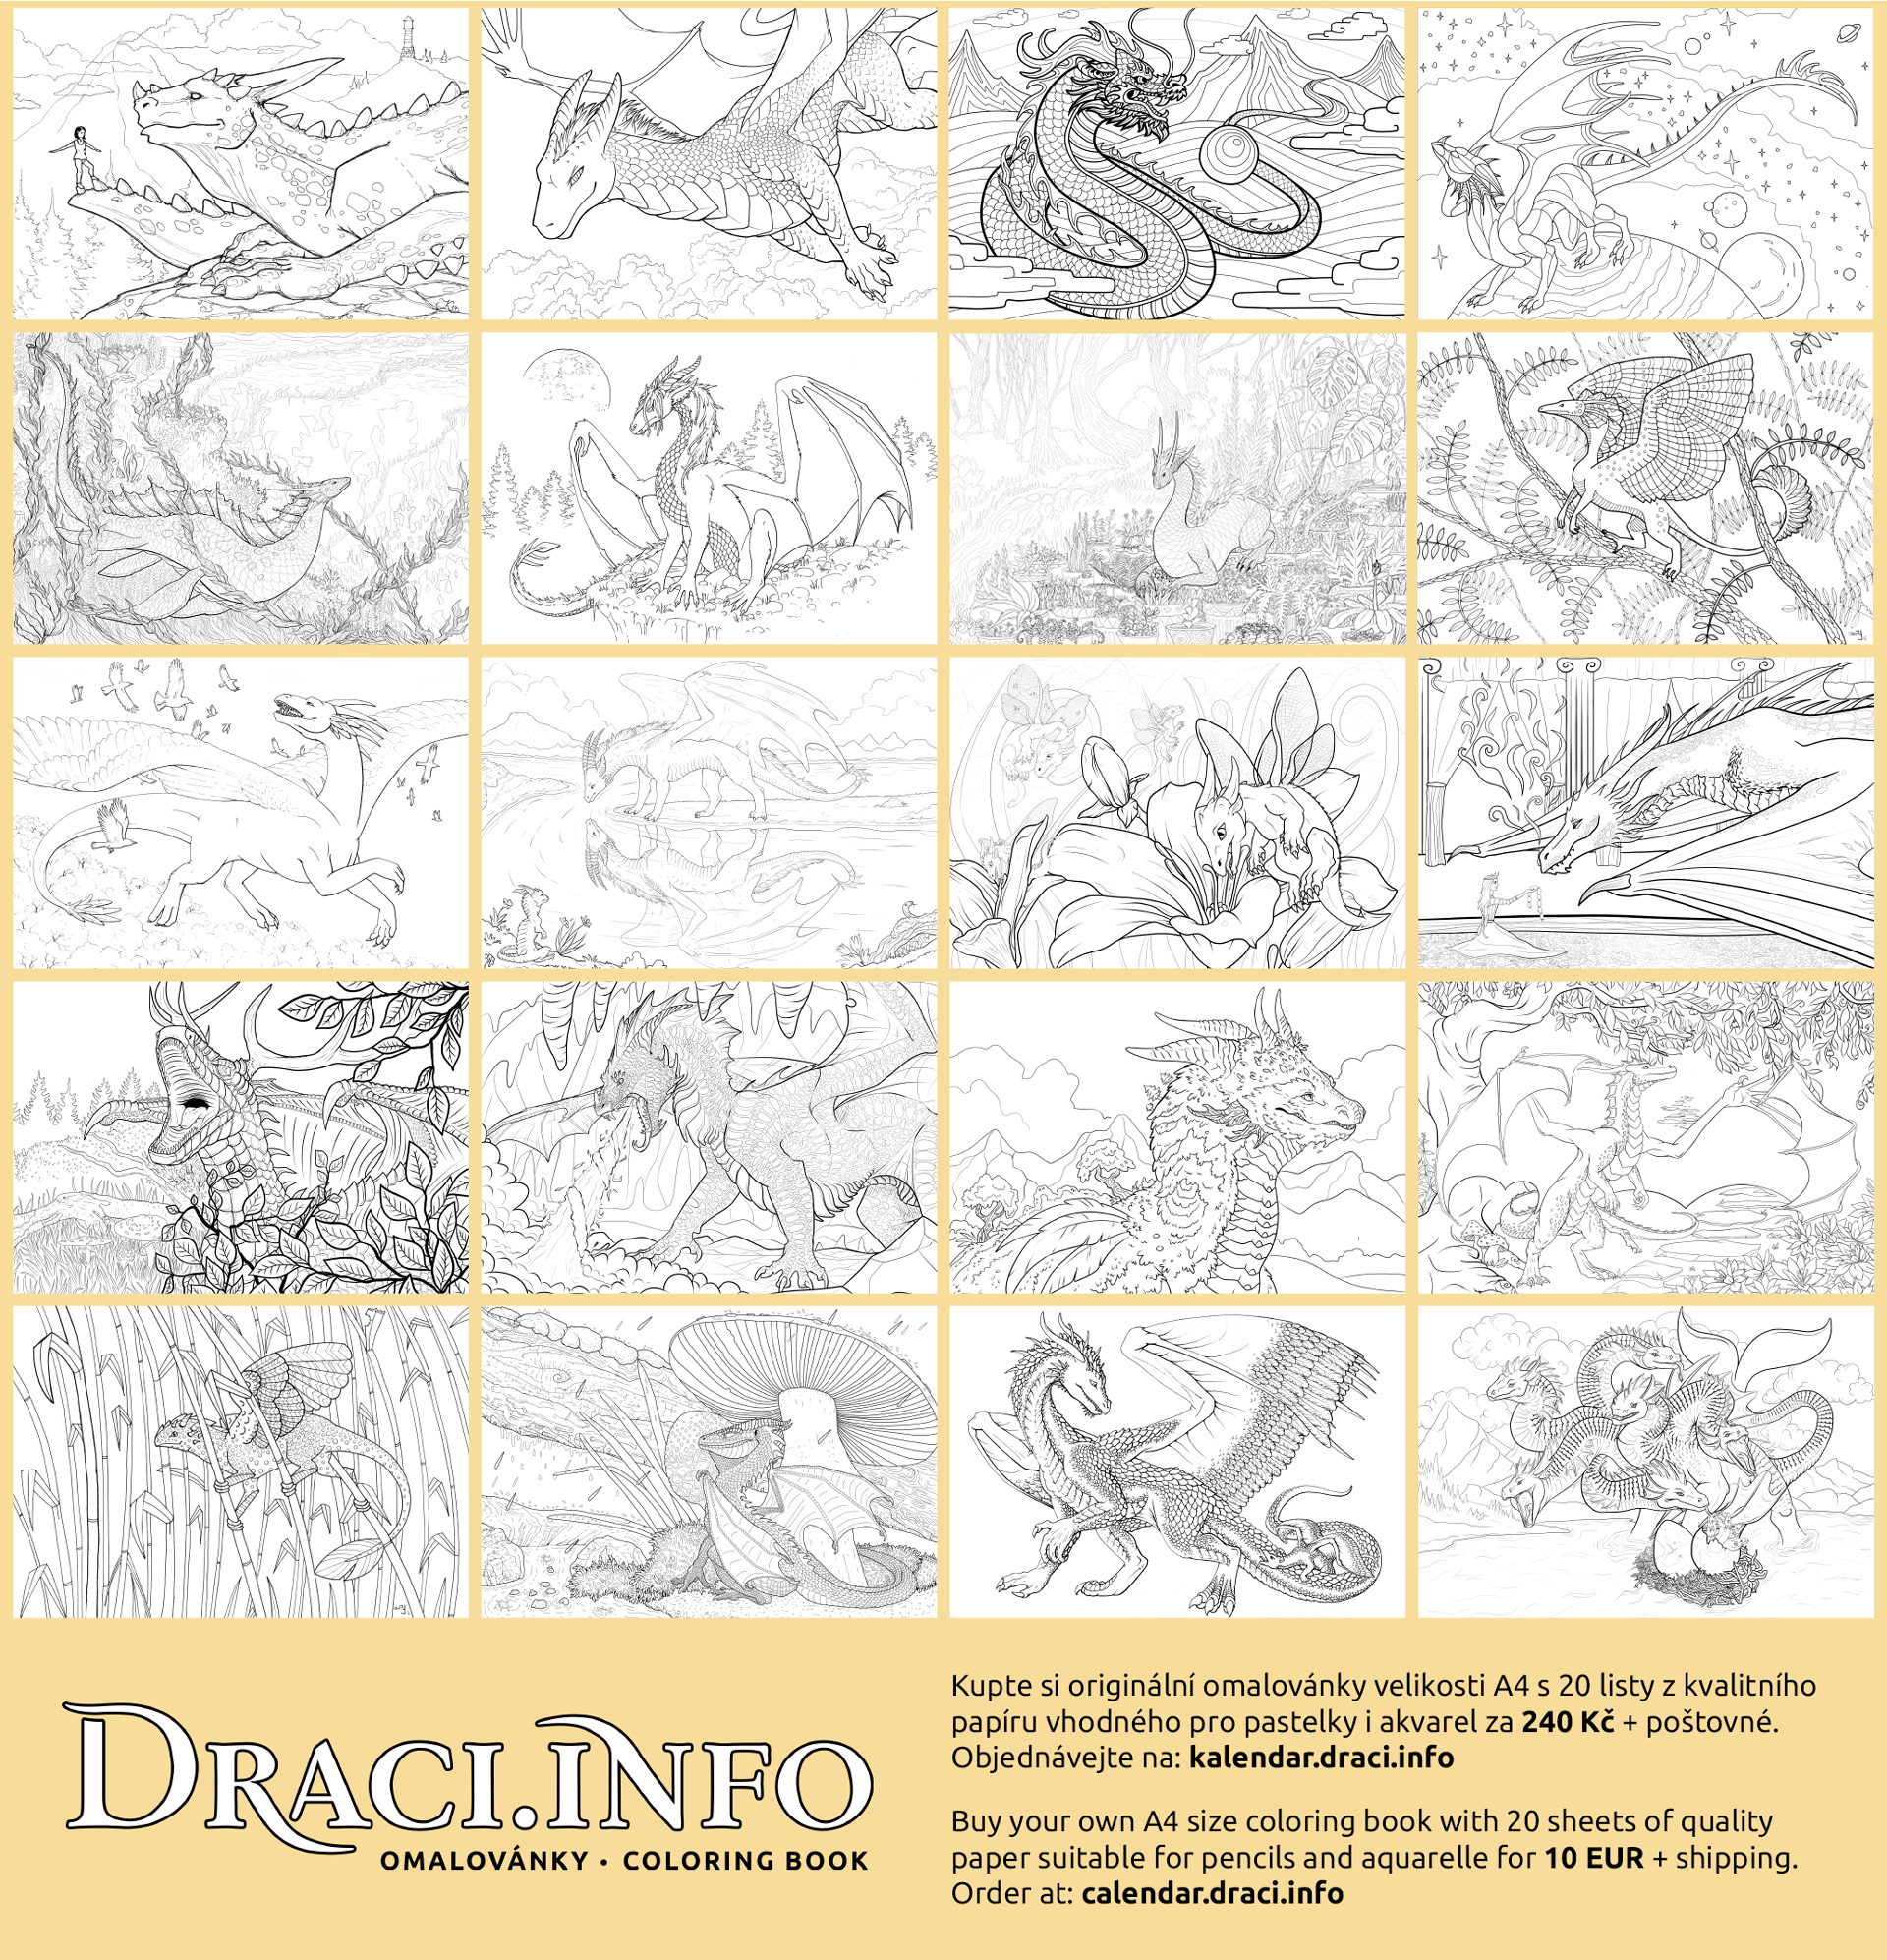 DRACI.INFO
OMALOVÁNKY • COLORING BOOK
Kupte si originální omalovánky velikosti A4 s 20 listy z kvalitního
papíru vhodného pro pastelky i akvarel za 240 Kč + poštovné.
Objednávejte na: kalendar.draci.info
Buy your own A4 size coloring book with 20 sheets of quality
paper suitable for pencils and aquarelle for 10 EUR + shipping.
Order at: calendar.draci.info